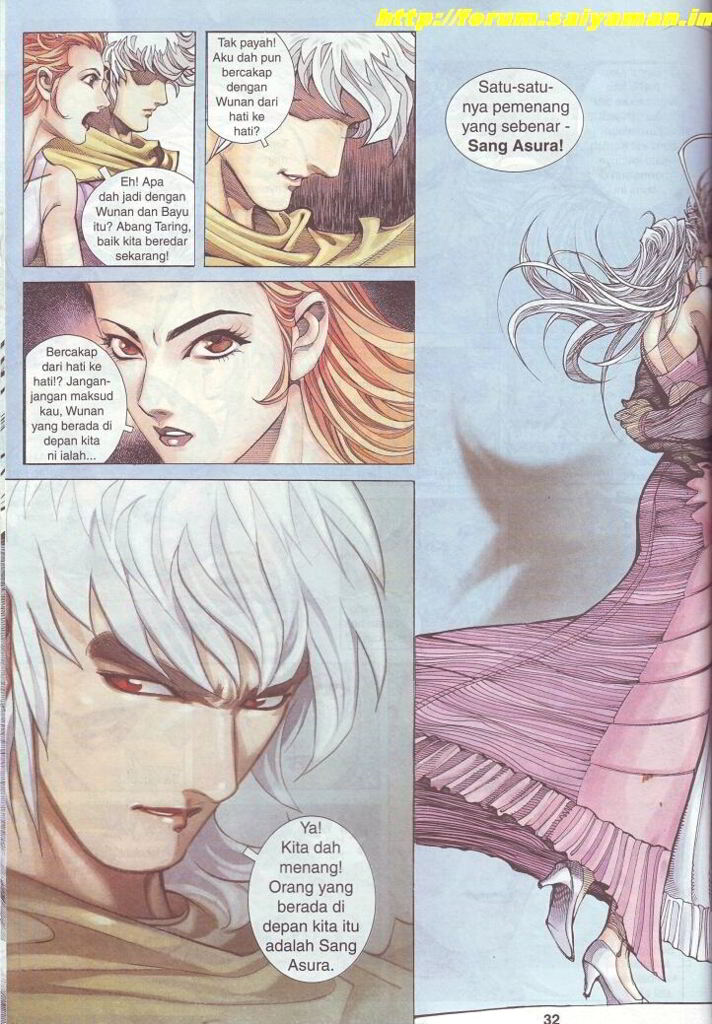 http://forum.saiyaman.in
Eh! Apa
dah jadi dengan
Wunan dan Bayu
itu? Abang Taring,
baik kita beredar
sekarang!
Tak payah!
Aku dah pun
bercakap
dengan
Wunan dari
hati ke
hati?
Bercakap
dari hati ke
hati!? Jangan-
jangan maksud
kau, Wunan
yang berada di
depan kita
ni ialah...
Ya!
Kita dah
menang!
Orang yang
berada di
depan kita itu
adalah Sang
Asura.
Satu-satu-
nya pemenang
yang sebenar -
Sang Asura!
32